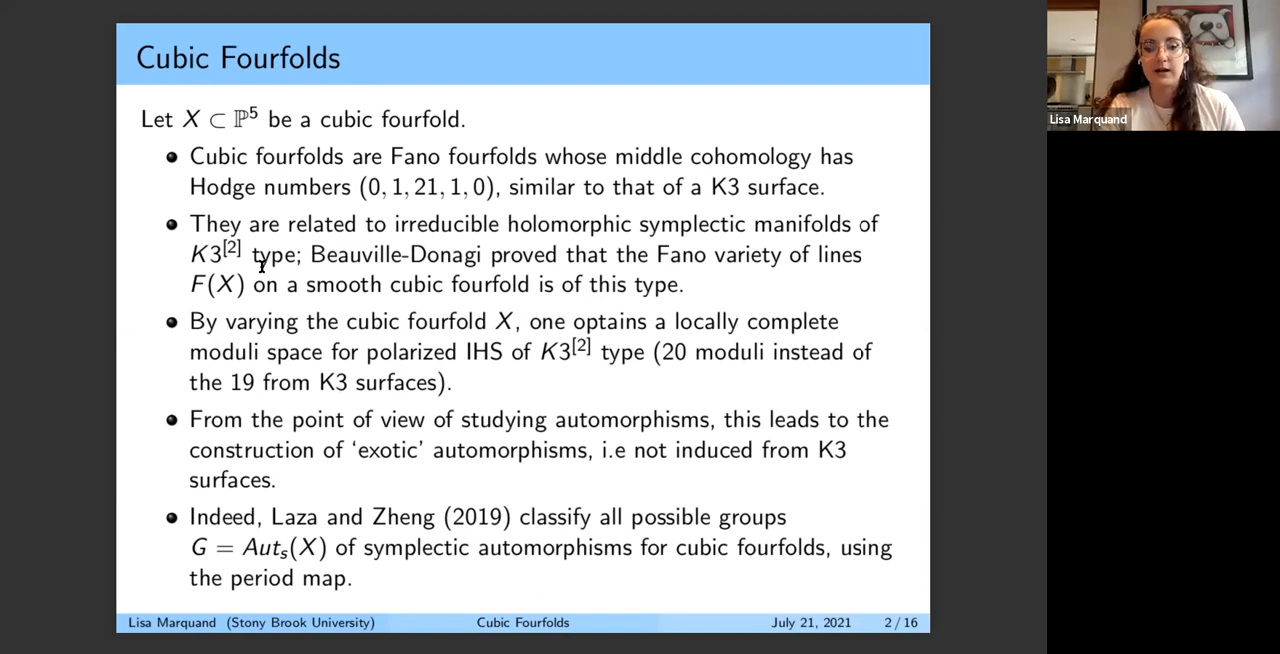 Cubic Fourfolds
Let X ⊂ ℙ⁵ be a cubic fourfold.
Cubic fourfolds are Fano fourfolds whose middle cohomology has
Hodge numbers (0, 1, 21, 1, 0), similar to that of a K3 surface.
They are related to irreducible holomorphic symplectic manifolds of
K3^[2] type; Beauville-Donagi proved that the Fano variety of lines
F(X) on a smooth cubic fourfold is of this type.
By varying the cubic fourfold X, one optains a locally complete
moduli space for polarized IHS of K3^[2] type (20 moduli instead of
the 19 from K3 surfaces).
From the point of view of studying automorphisms, this leads to the
construction of ‘exotic’ automorphisms, i.e not induced from K3
surfaces.
Indeed, Laza and Zheng (2019) classify all possible groups
G = Aut_s(X) of symplectic automorphisms for cubic fourfolds, using
the period map.
Lisa Marquand (Stony Brook University) Cubic Fourfolds July 21, 2021 2 / 16
Lisa Marquand